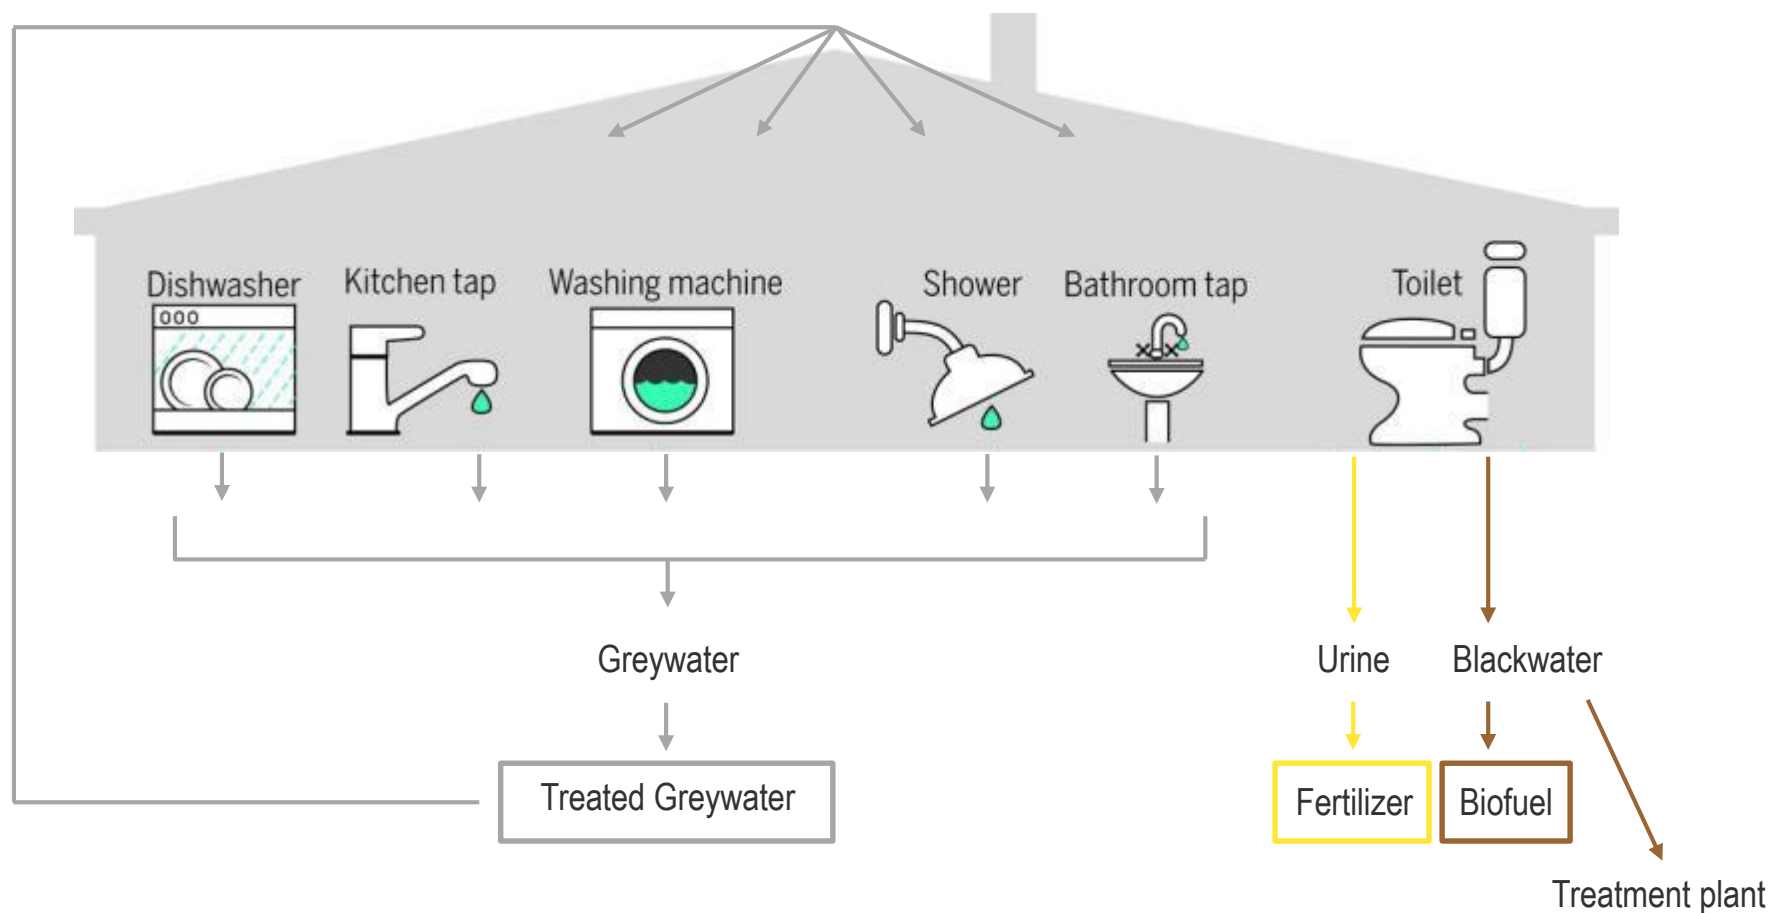 Dishwasher
Kitchen tap
Washing machine
Shower
Bathroom tap
Toilet
Greywater
Urine
Blackwater
Treated Greywater
Fertilizer
Biofuel
Treatment plant